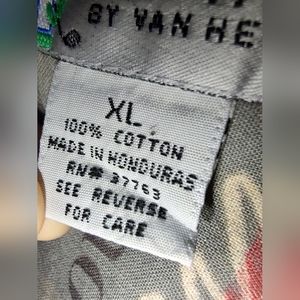 BY VAN HE
XL
100% COTTON
MADE IN HONDURAS
RN# 37763
SEE REVERSE
FOR CARE